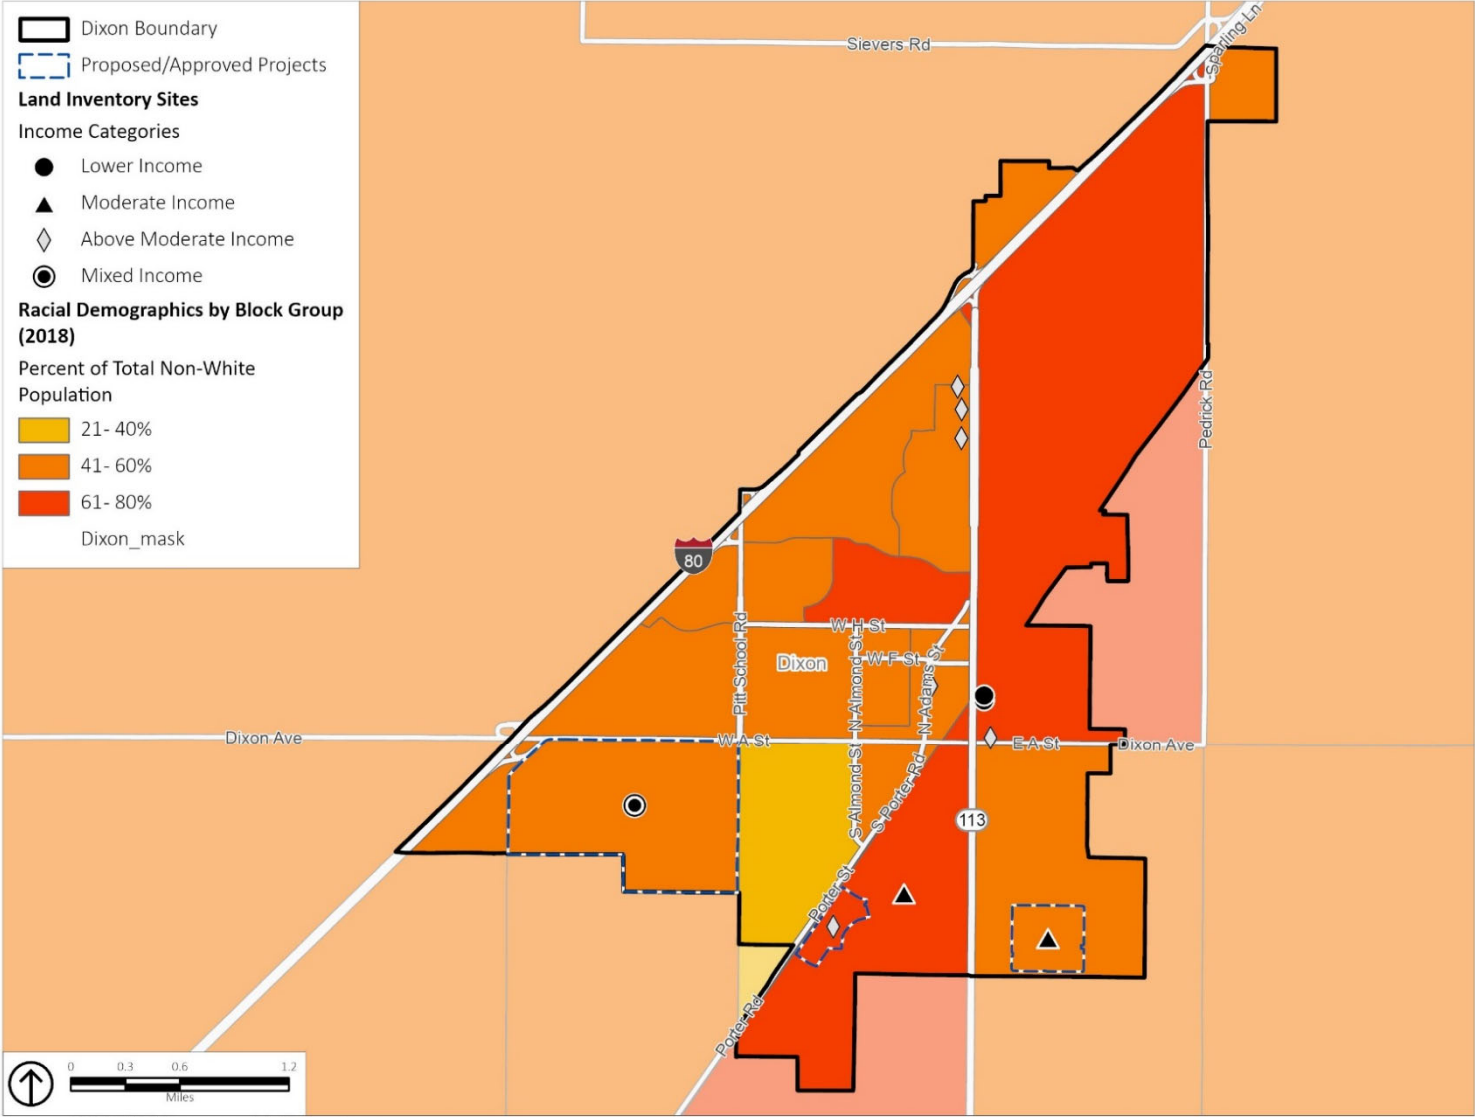 Dixon Boundary
Proposed/Approved Projects
Land Inventory Sites
Income Categories
Lower Income
Moderate Income
Above Moderate Income
Mixed Income
Racial Demographics by Block Group
(2018)
Percent of Total Non-White
Population
21- 40%
41- 60%
61- 80%
Dixon_mask
Sievers Rd
Sparling Ln
Pedrick Rd
80
Pitt School Rd
W H St
W F St
Dixon
N Almond St
N Adams St
Dixon Ave
W A St
E A St
Dixon Ave
S Almond St
S Porter Rd
113
Porter St
Porter Rd
0 0.3 0.6 1.2
Miles